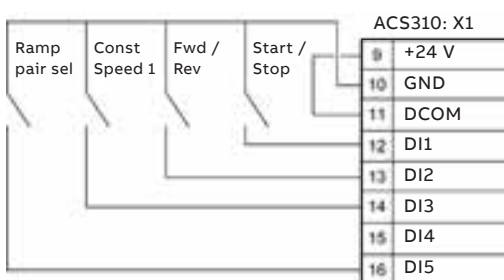 ACS310: X1
Ramp
pair sel
Const
Speed 1
Fwd /
Rev
Start /
Stop
9 +24 V
10 GND
11 DCOM
12 DI1
13 DI2
14 DI3
15 DI4
16 DI5